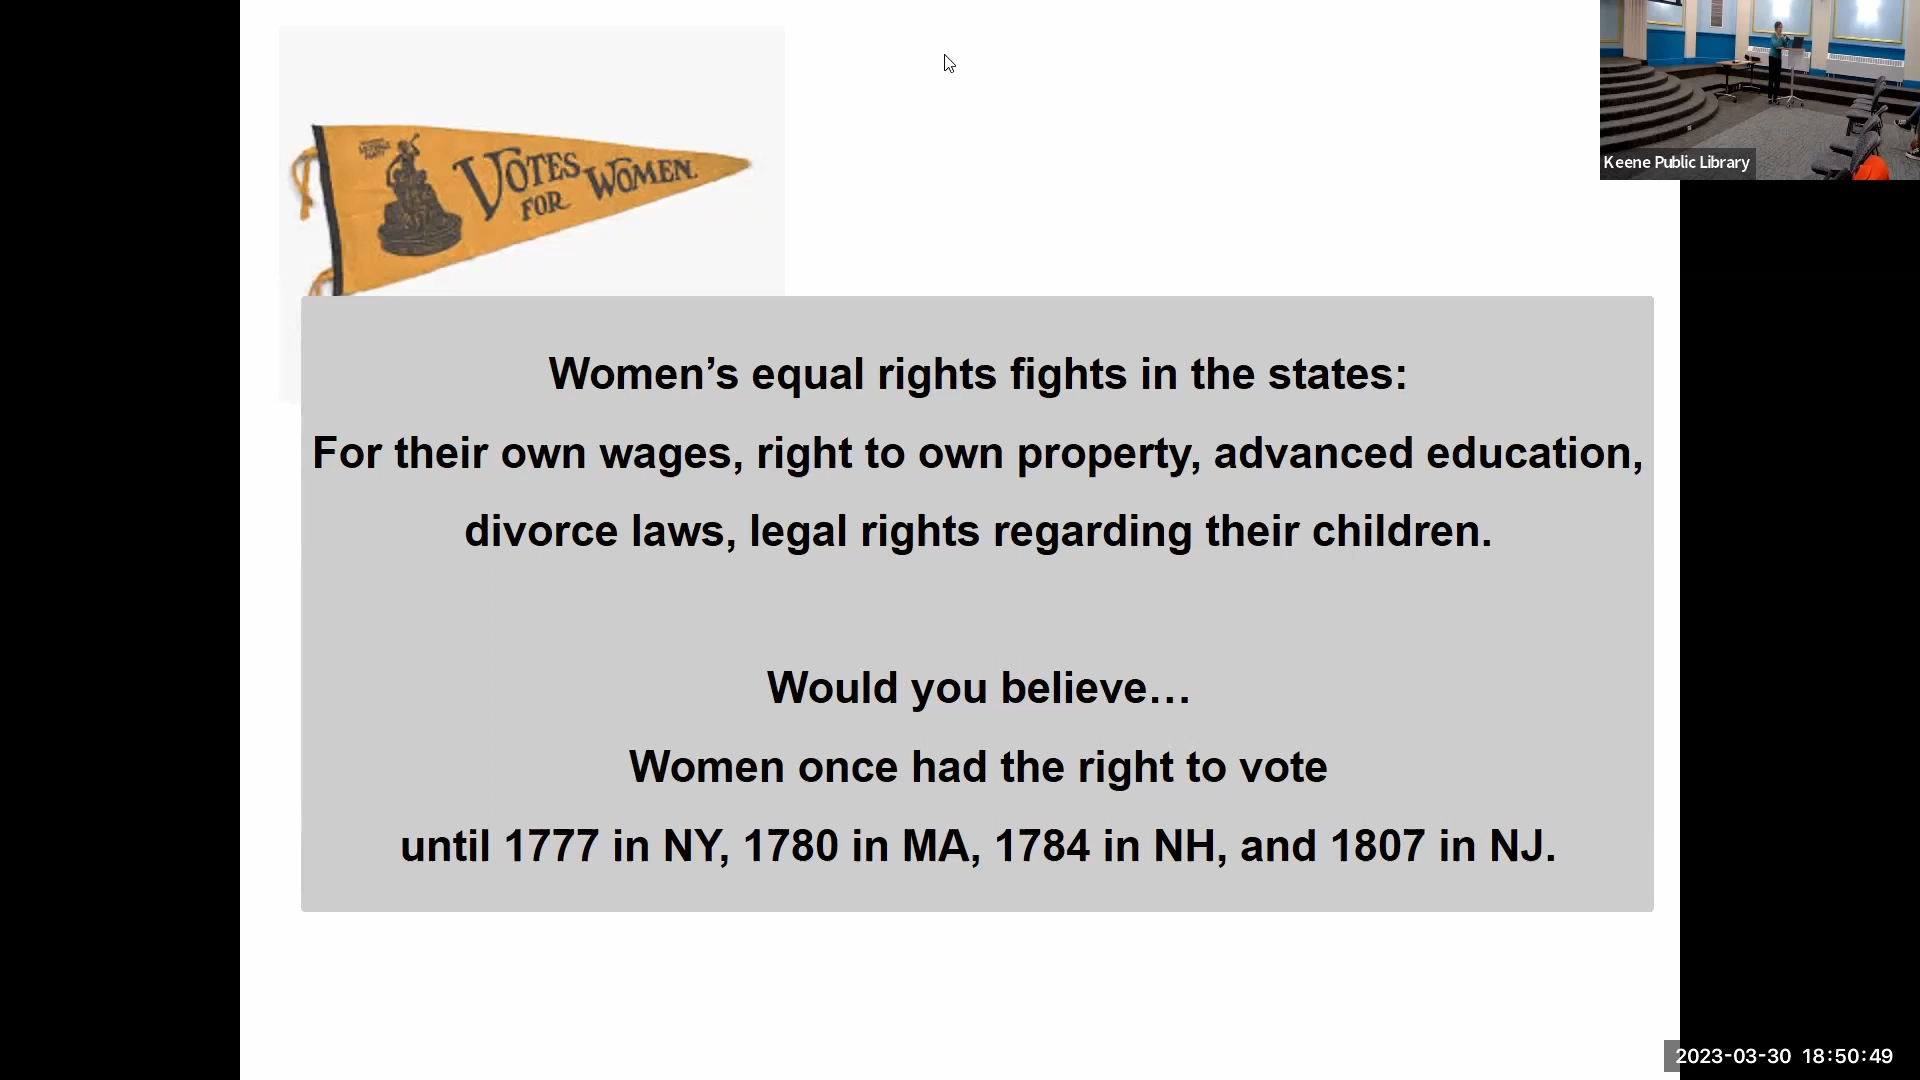 VOTES
FOR WOMEN.
Keene Public Library
Women’s equal rights fights in the states:
For their own wages, right to own property, advanced education,
divorce laws, legal rights regarding their children.
Would you believe…
Women once had the right to vote
until 1777 in NY, 1780 in MA, 1784 in NH, and 1807 in NJ.
2023-03-30 18:50:49